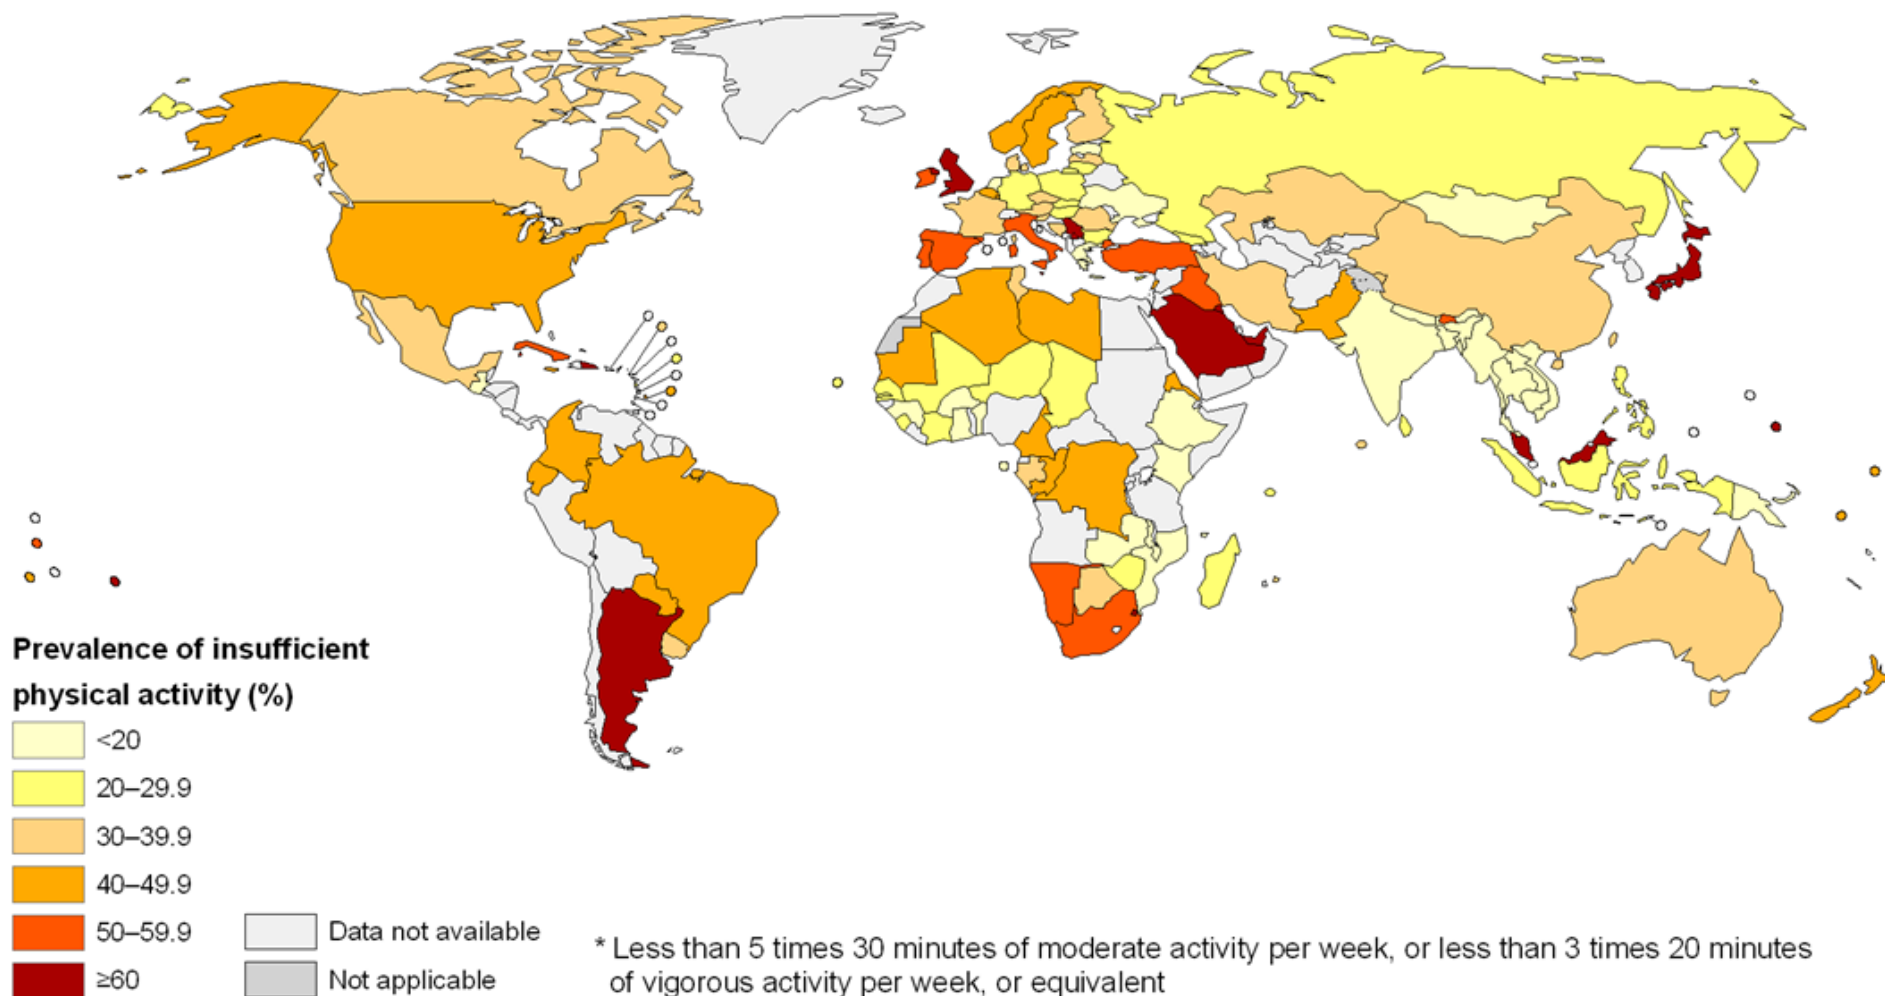 Prevalence of insufficient
physical activity (%)
<20
20–29.9
30–39.9
40–49.9
50–59.9
≥60
Data not available
Not applicable
* Less than 5 times 30 minutes of moderate activity per week, or less than 3 times 20 minutes
of vigorous activity per week, or equivalent